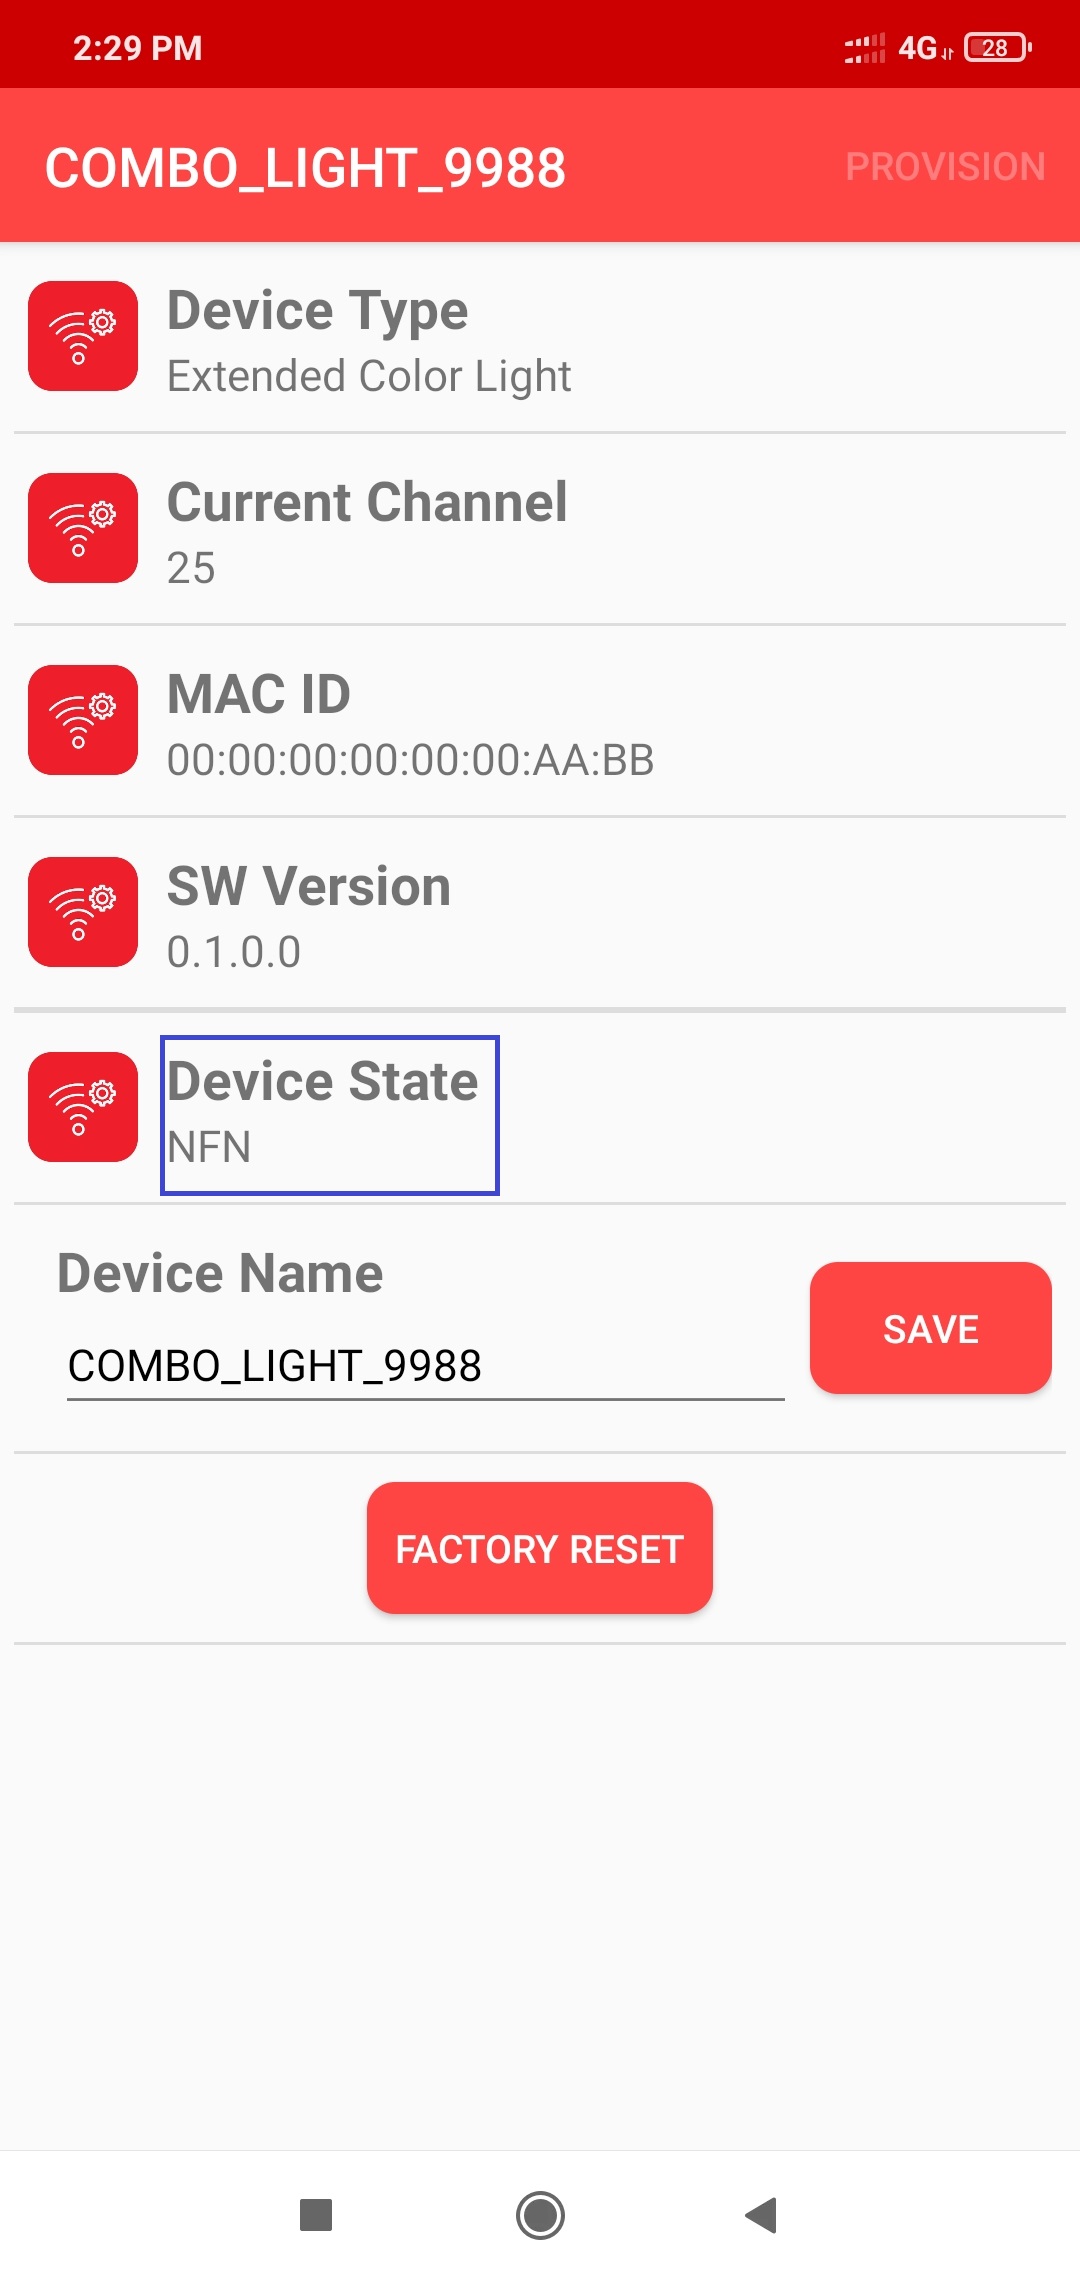 2:29 PM
4G
28
COMBO_LIGHT_9988
PROVISION
Device Type
Extended Color Light
Current Channel
25
MAC ID
00:00:00:00:00:00:AA:BB
SW Version
0.1.0.0
Device State
NFN
Device Name
COMBO_LIGHT_9988
SAVE
FACTORY RESET